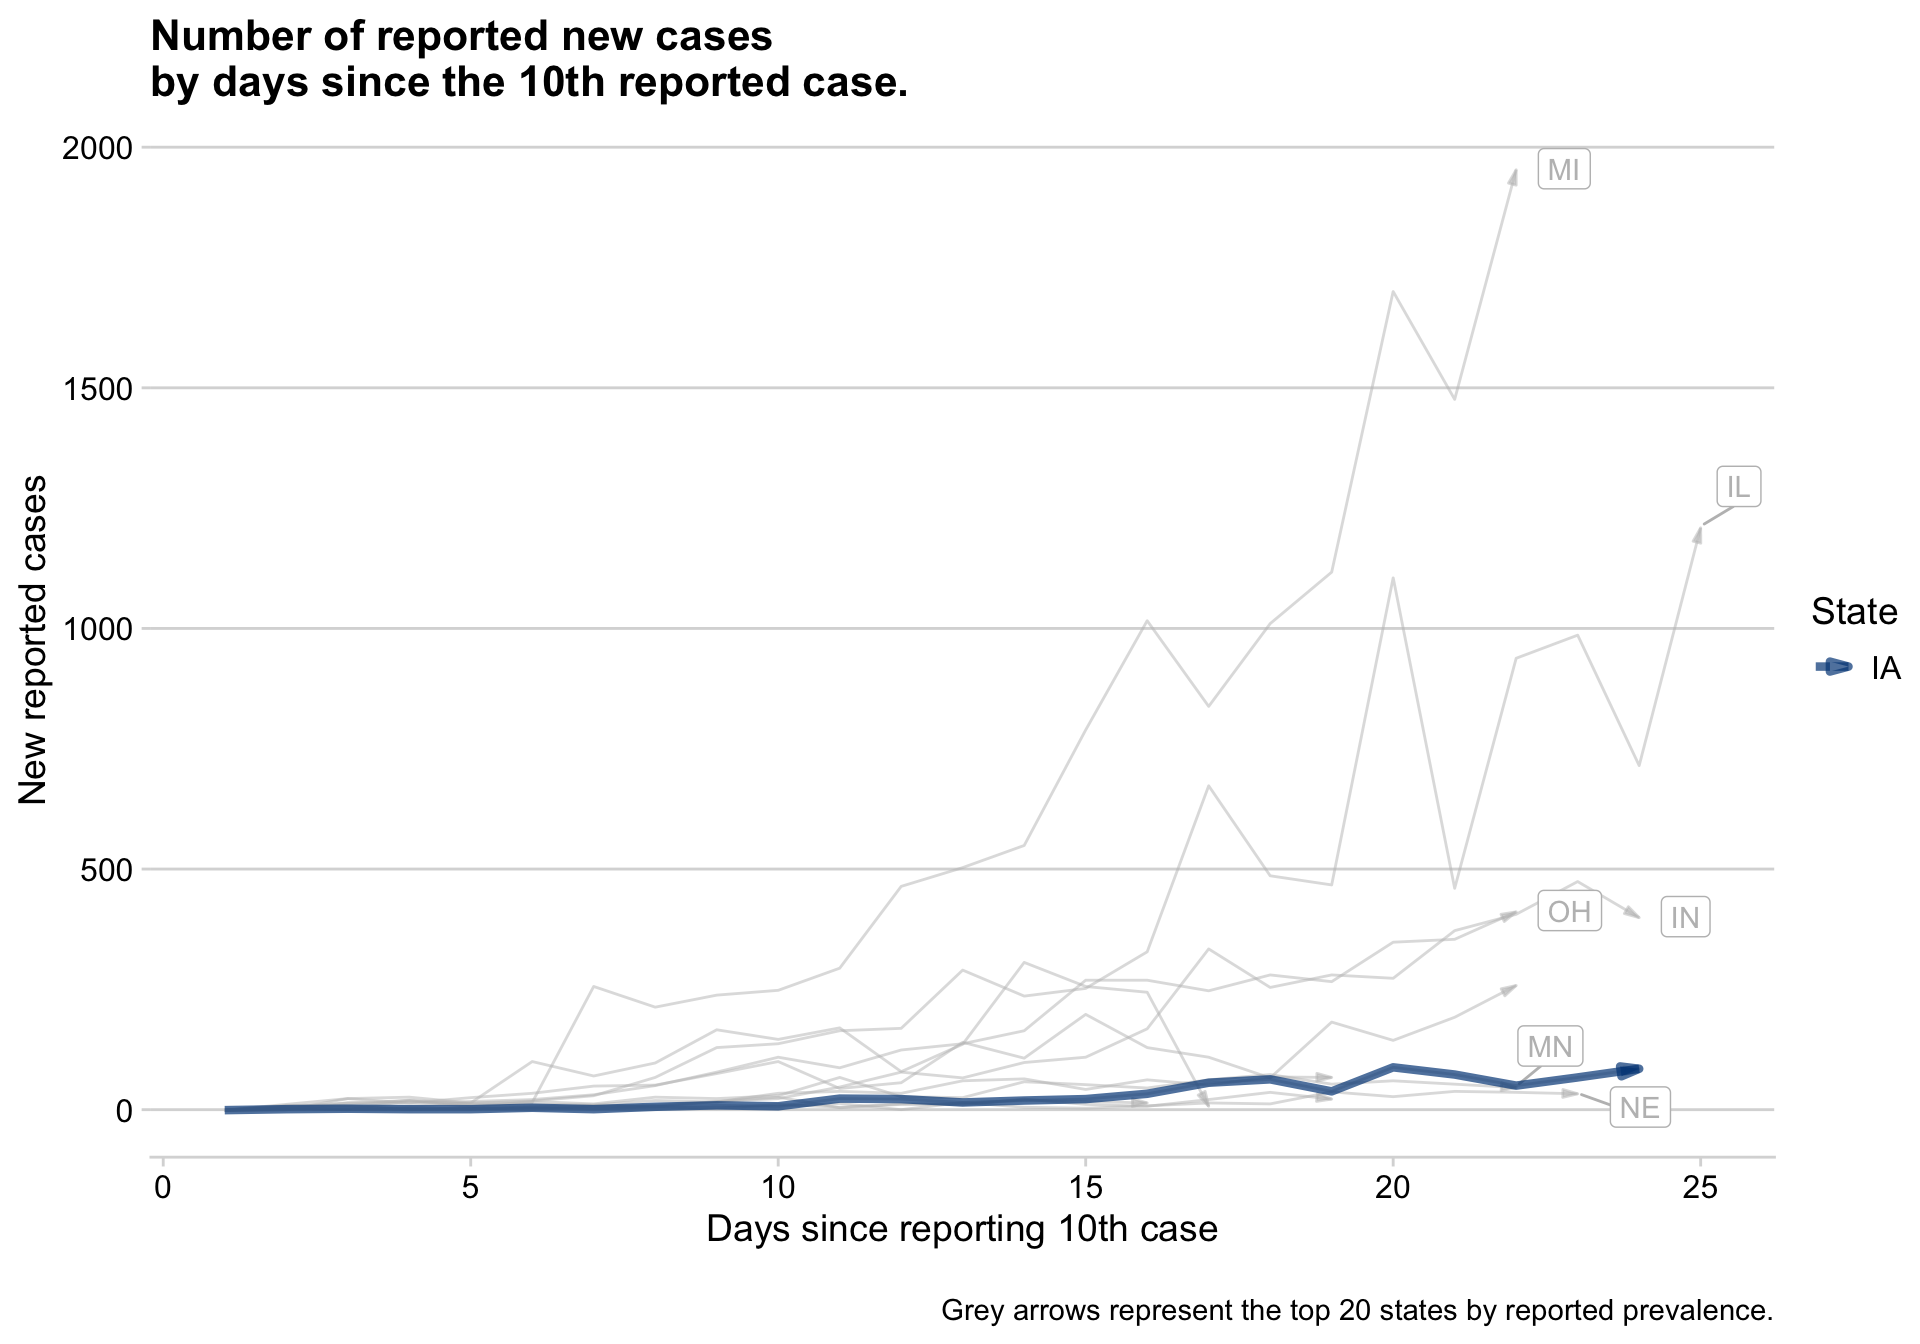 Number of reported new cases
by days since the 10th reported case.
2000
1500
1000
500
0
New reported cases
MI
IL
OH
IN
MN
NE
State
IA
0 5 10 15 20 25
Days since reporting 10th case
Grey arrows represent the top 20 states by reported prevalence.